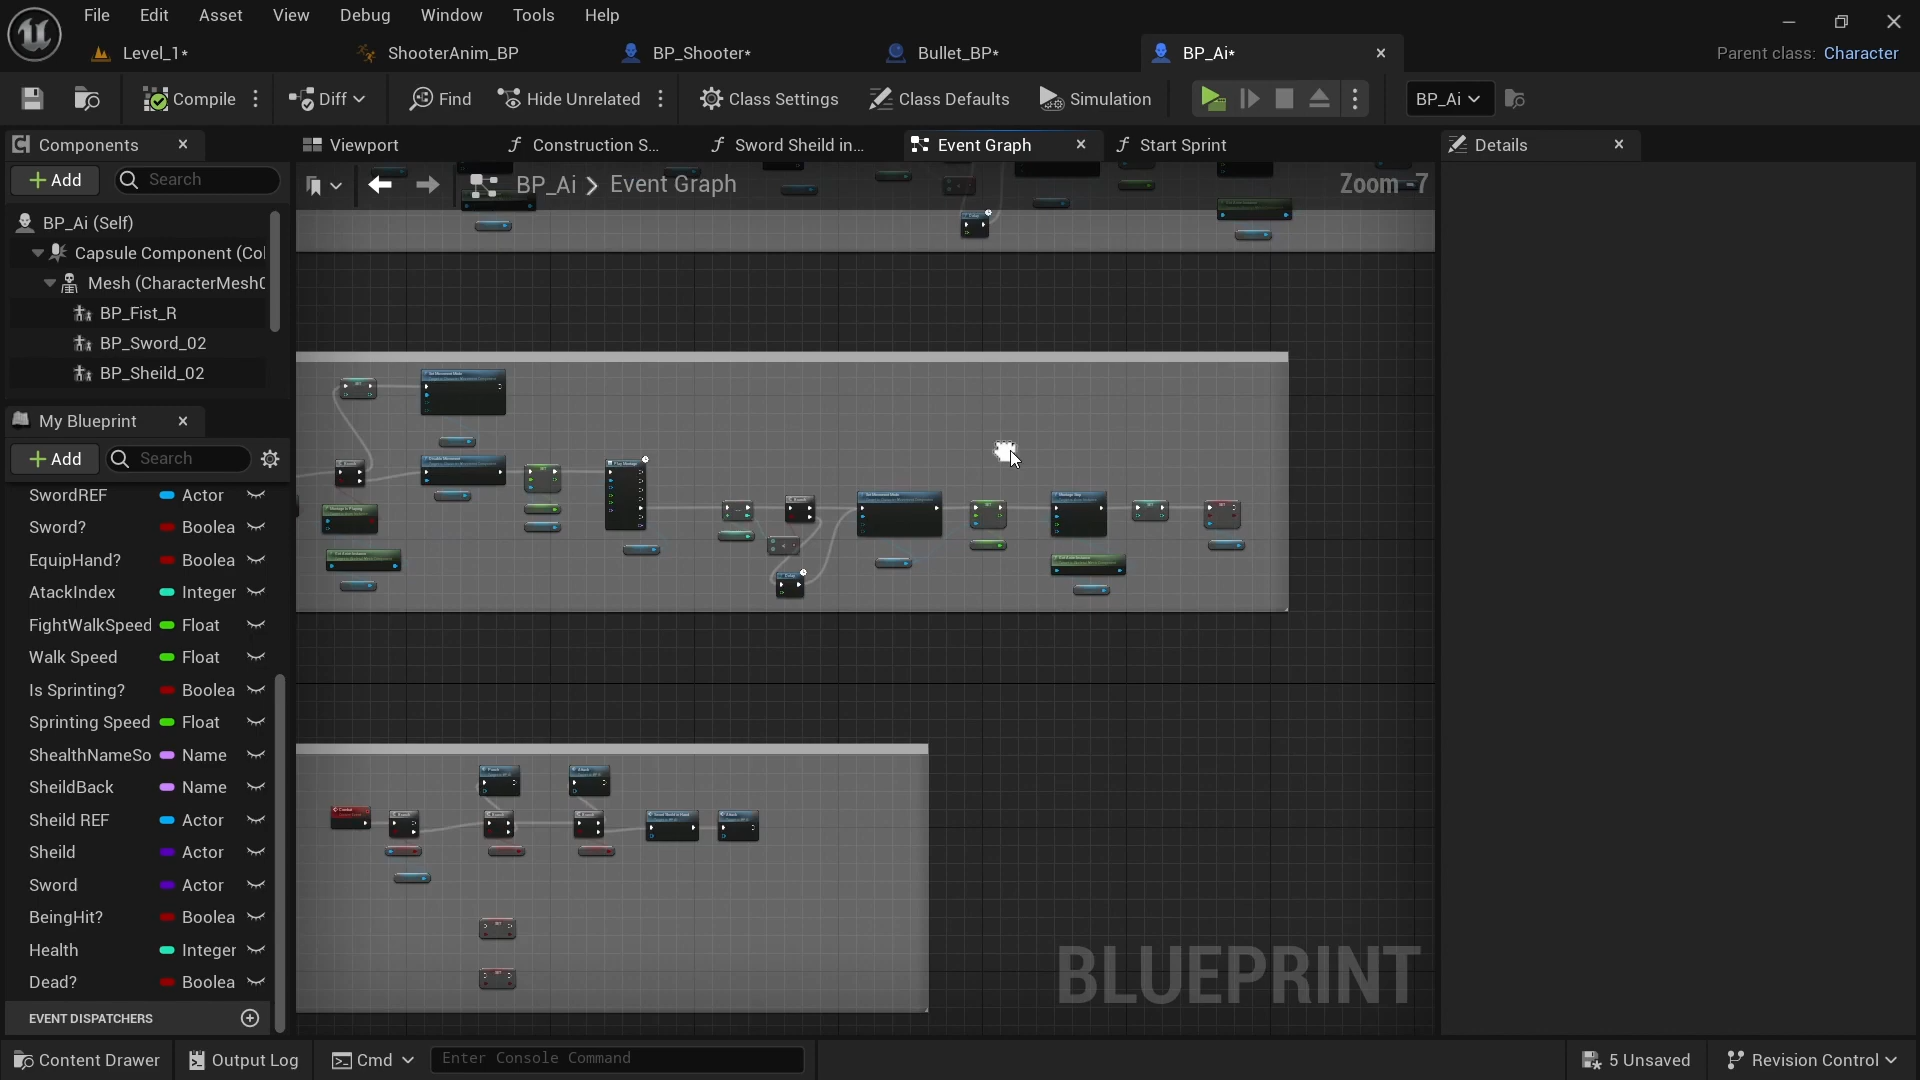 File Edit Asset View Debug Window Tools Help
Level_1*
ShooterAnim_BP
BP_Shooter*
Bullet_BP*
BP_Ai*
Parent class: Character
Compile
Diff
Find
Hide Unrelated
Class Settings
Class Defaults
Simulation
BP_Ai
Components
Viewport
Construction S...
Sword Sheild in...
Event Graph
Start Sprint
Details
Add
Search
BP_Ai > Event Graph
Zoom -7
BP_Ai (Self)
Capsule Component (Col
Mesh (CharacterMesh0
BP_Fist_R
BP_Sword_02
BP_Sheild_02
My Blueprint
Add
Search
SwordREF Actor
Sword? Boolea
EquipHand? Boolea
AtackIndex Integer
FightWalkSpeed Float
Walk Speed Float
Is Sprinting? Boolea
Sprinting Speed Float
ShealthNameSo Name
SheildBack Name
Sheild REF Actor
Sheild Actor
Sword Actor
BeingHit? Boolea
Health Integer
Dead? Boolea
EVENT DISPATCHERS
BLUEPRINT
Content Drawer
Output Log
Cmd
Enter Console Command
5 Unsaved
Revision Control